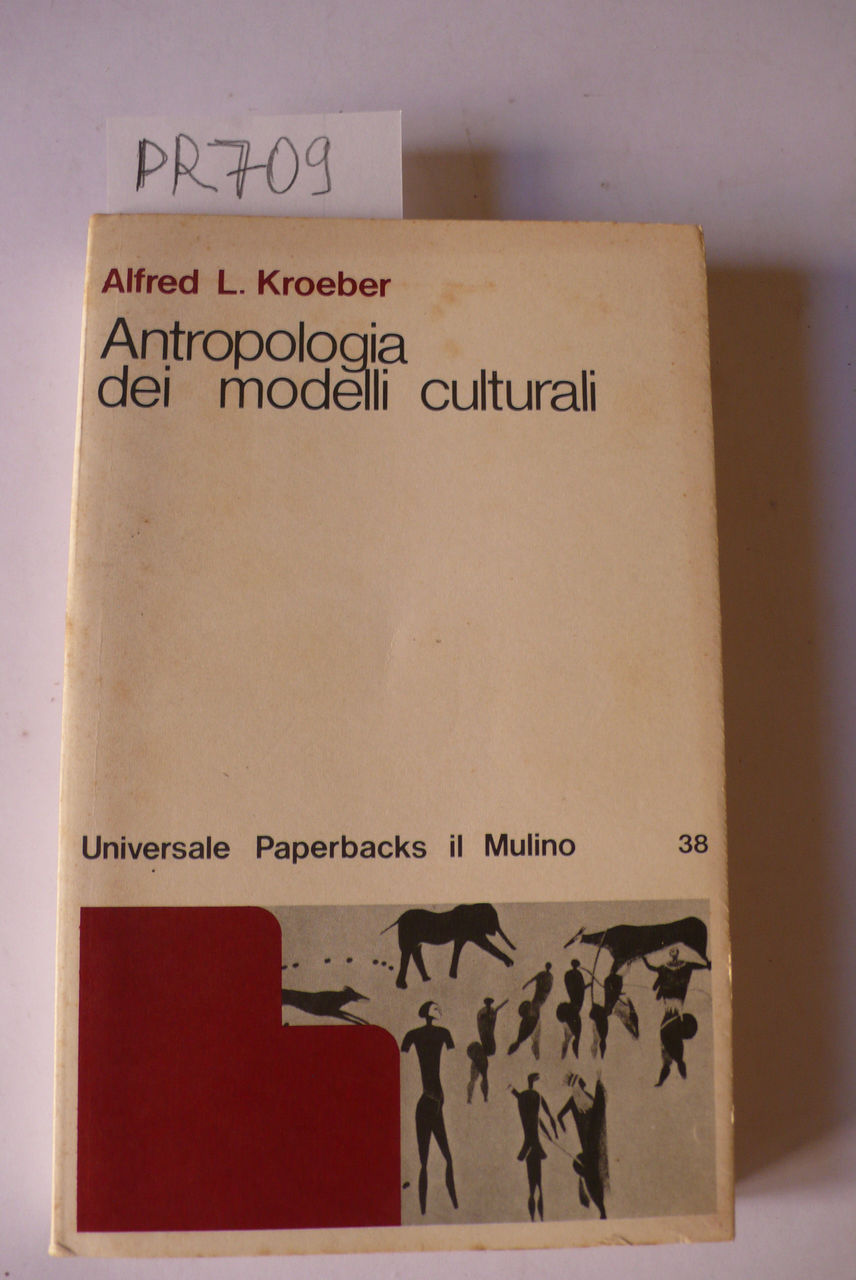 PR709
Alfred L. Kroeber
Antropologia
dei modelli culturali
Universale Paperbacks il Mulino 38